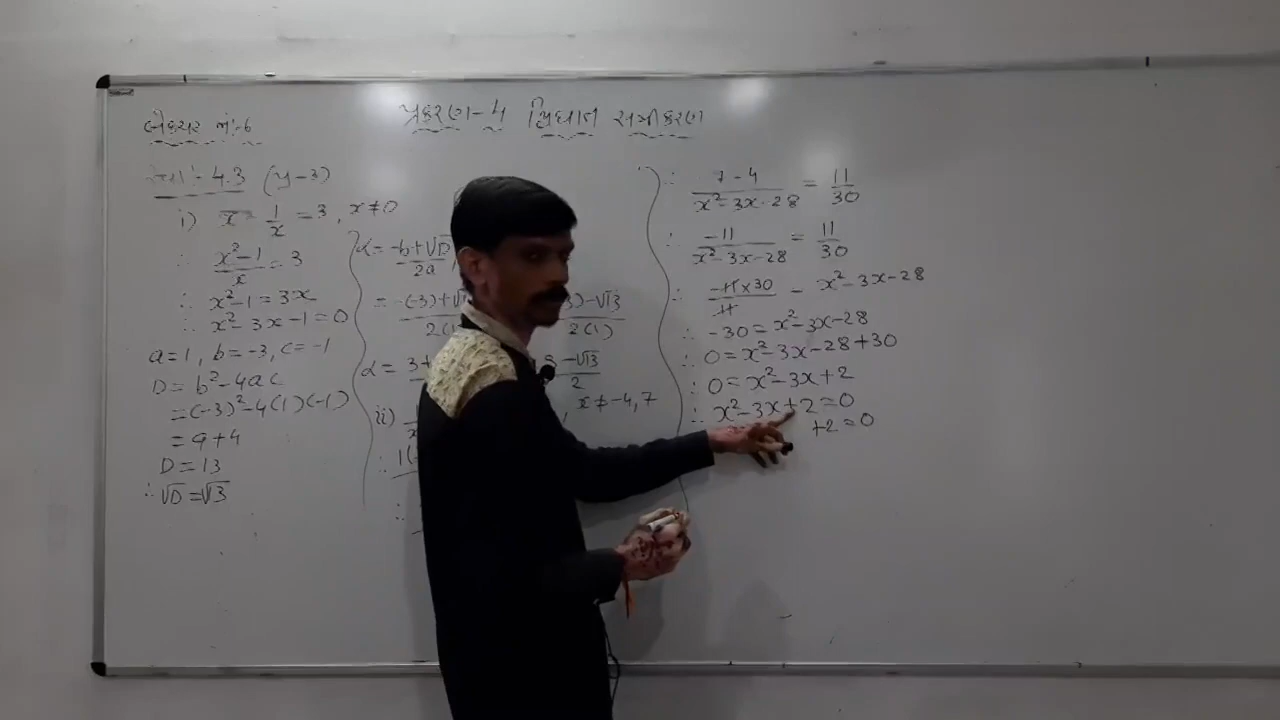 પ્રકરણ-4 દ્વિઘાત સમીકરણ
લેક્ચર નં:-6
4.3 (y-3)
i) x - 1/x = 3, x ≠ 0
∴ x²-1/x = 3
∴ x²-1 = 3x
∴ x²-3x-1 = 0
a=1, b=-3, c=-1
D = b²-4ac
= (-3)²-4(1)(-1)
= 9+4
D = 13
∴ √D = √13
α = -b+√D/2a
= -(-3)+√
2(1)
3)-√13/2(1)
α = 3+
3-√13/2
ii)
, x ≠ -4, 7
∴ 1(
∴ 7-4/x²-3x-28 = 11/30
∴ -11/x²-3x-28 = 11/30
∴ -11×30/11 = x²-3x-28
∴ -30 = x²-3x-28
∴ 0 = x²-3x-28+30
∴ 0 = x²-3x+2
∴ x²-3x+2=0
+2=0